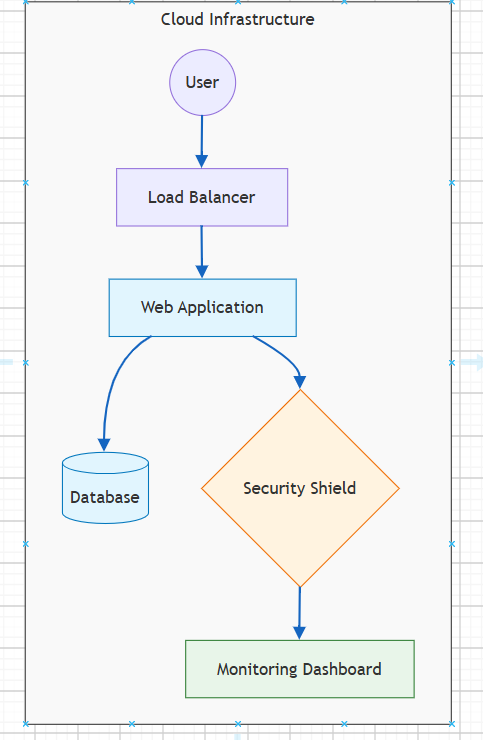 Cloud Infrastructure
User
Load Balancer
Web Application
Database
Security Shield
Monitoring Dashboard